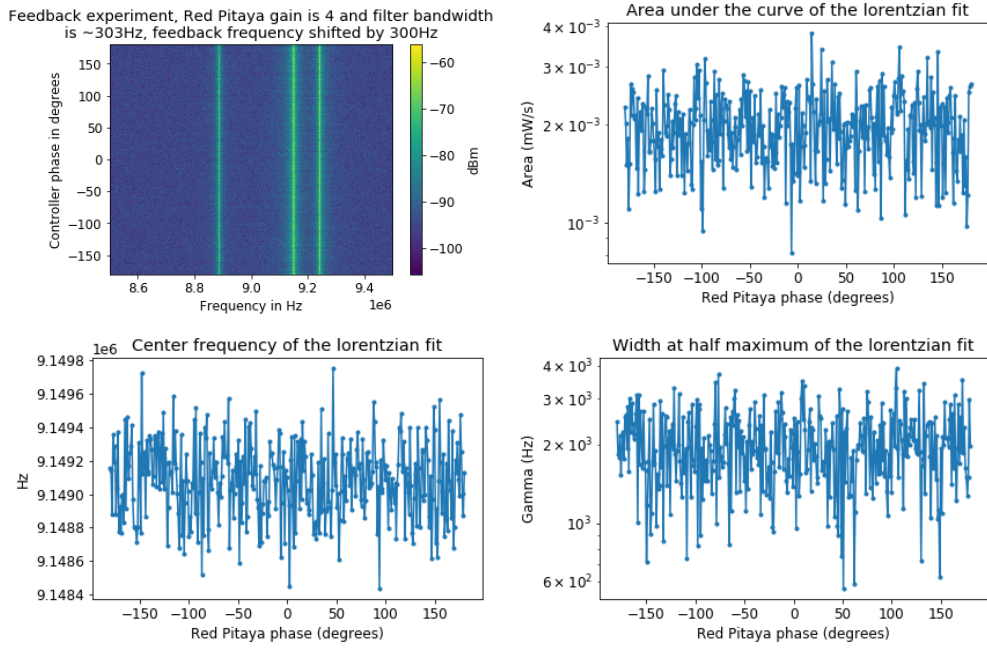 Feedback experiment, Red Pitaya gain is 4 and filter bandwidth
is ~303Hz, feedback frequency shifted by 300Hz
Controller phase in degrees
150
100
50
0
−50
−100
−150
8.6
9.0
9.2
9.4
1e6
Frequency in Hz
−60
−70
−80
−90
−100
dBm
Area under the curve of the lorentzian fit
Area (mW/s)
4 × 10⁻³
3 × 10⁻³
2 × 10⁻³
10⁻³
−150
−100
−50
0
50
100
150
Red Pitaya phase (degrees)
Center frequency of the lorentzian fit
1e6
Hz
9.1498
9.1496
9.1494
9.1492
9.1490
9.1488
9.1486
9.1484
−150
−100
−50
0
50
100
150
Red Pitaya phase (degrees)
Width at half maximum of the lorentzian fit
Gamma (Hz)
4 × 10³
3 × 10³
2 × 10³
10³
6 × 10²
−150
−100
−50
0
50
100
150
Red Pitaya phase (degrees)